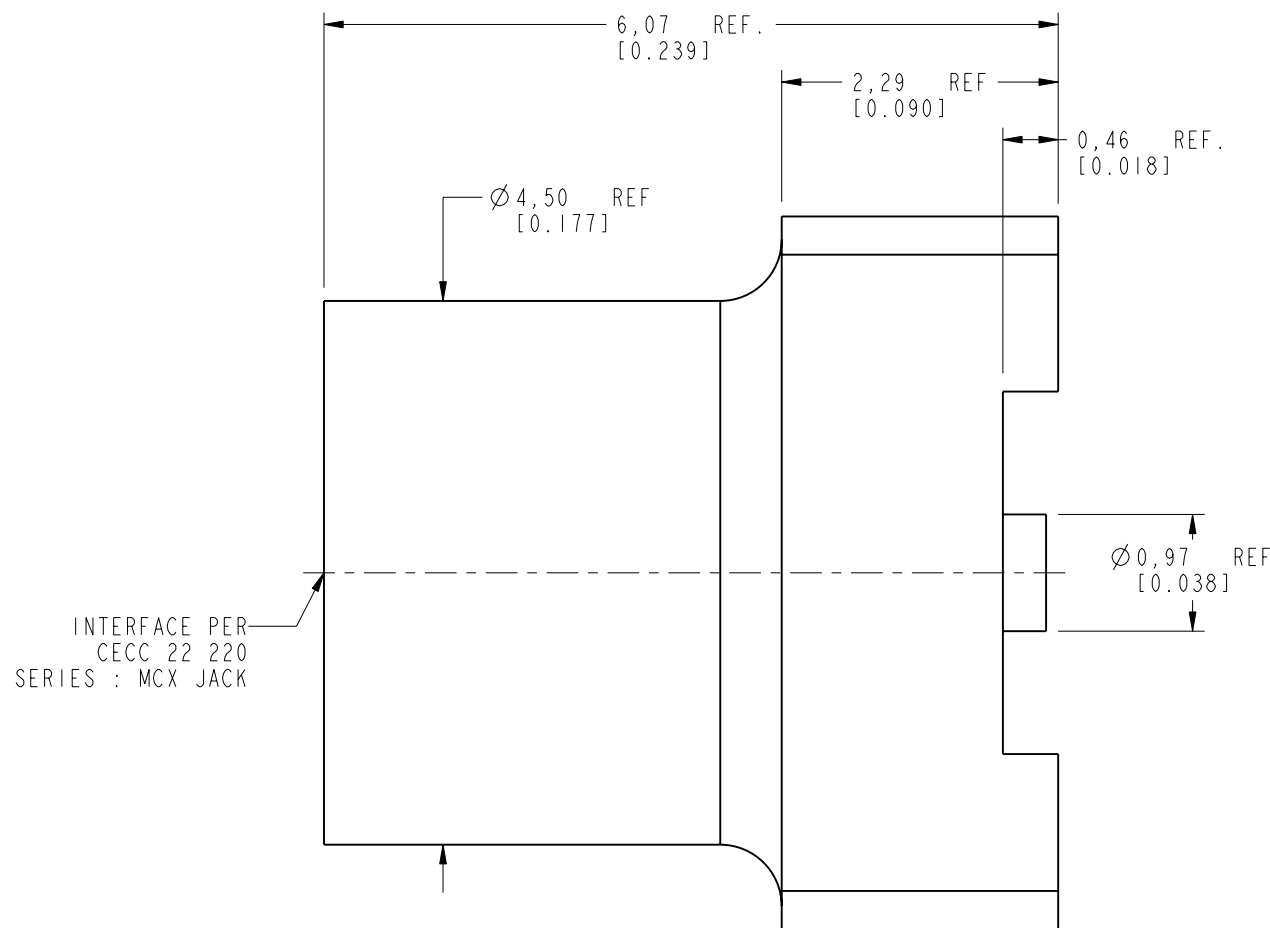 6,07 REF.
[0.239]
2,29 REF
[0.090]
0,46 REF.
[0.018]
Ø4,50 REF
[0.177]
Ø0,97 REF
[0.038]
INTERFACE PER
CECC 22 220
SERIES : MCX JACK